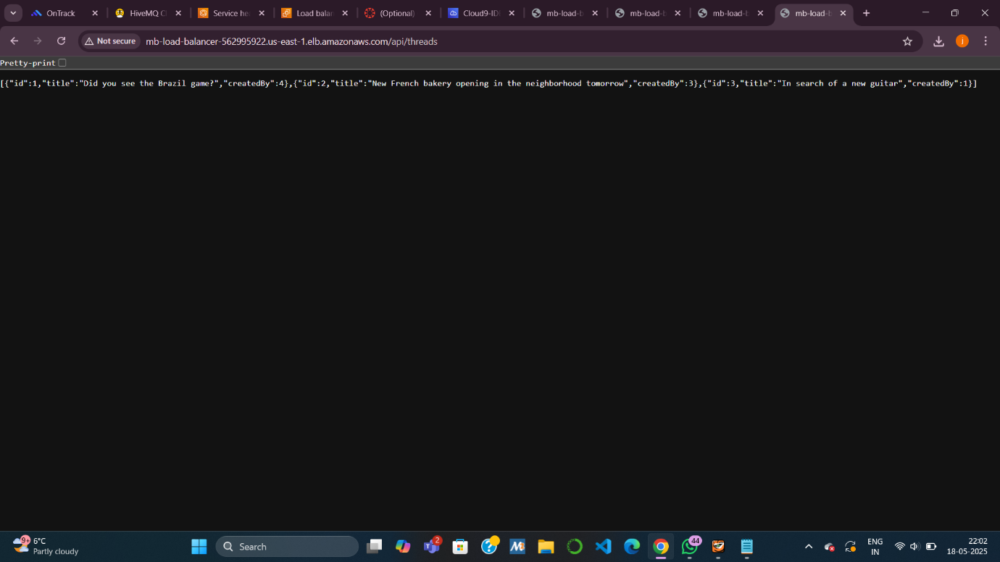 OnTrack
HiveMQ Cl
Service he
Load balan
(Optional)
Cloud9-IDE
mb-load-b
mb-load-b
mb-load-b
mb-load-b
Not secure
mb-load-balancer-562995922.us-east-1.elb.amazonaws.com/api/threads
j
Pretty-print
[{"id":1,"title":"Did you see the Brazil game?","createdBy":4},{"id":2,"title":"New French bakery opening in the neighborhood tomorrow","createdBy":3},{"id":3,"title":"In search of a new guitar","createdBy":1}]
9+
6°C
Partly cloudy
Search
2
44
ENG
IN
22:02
18-05-2025